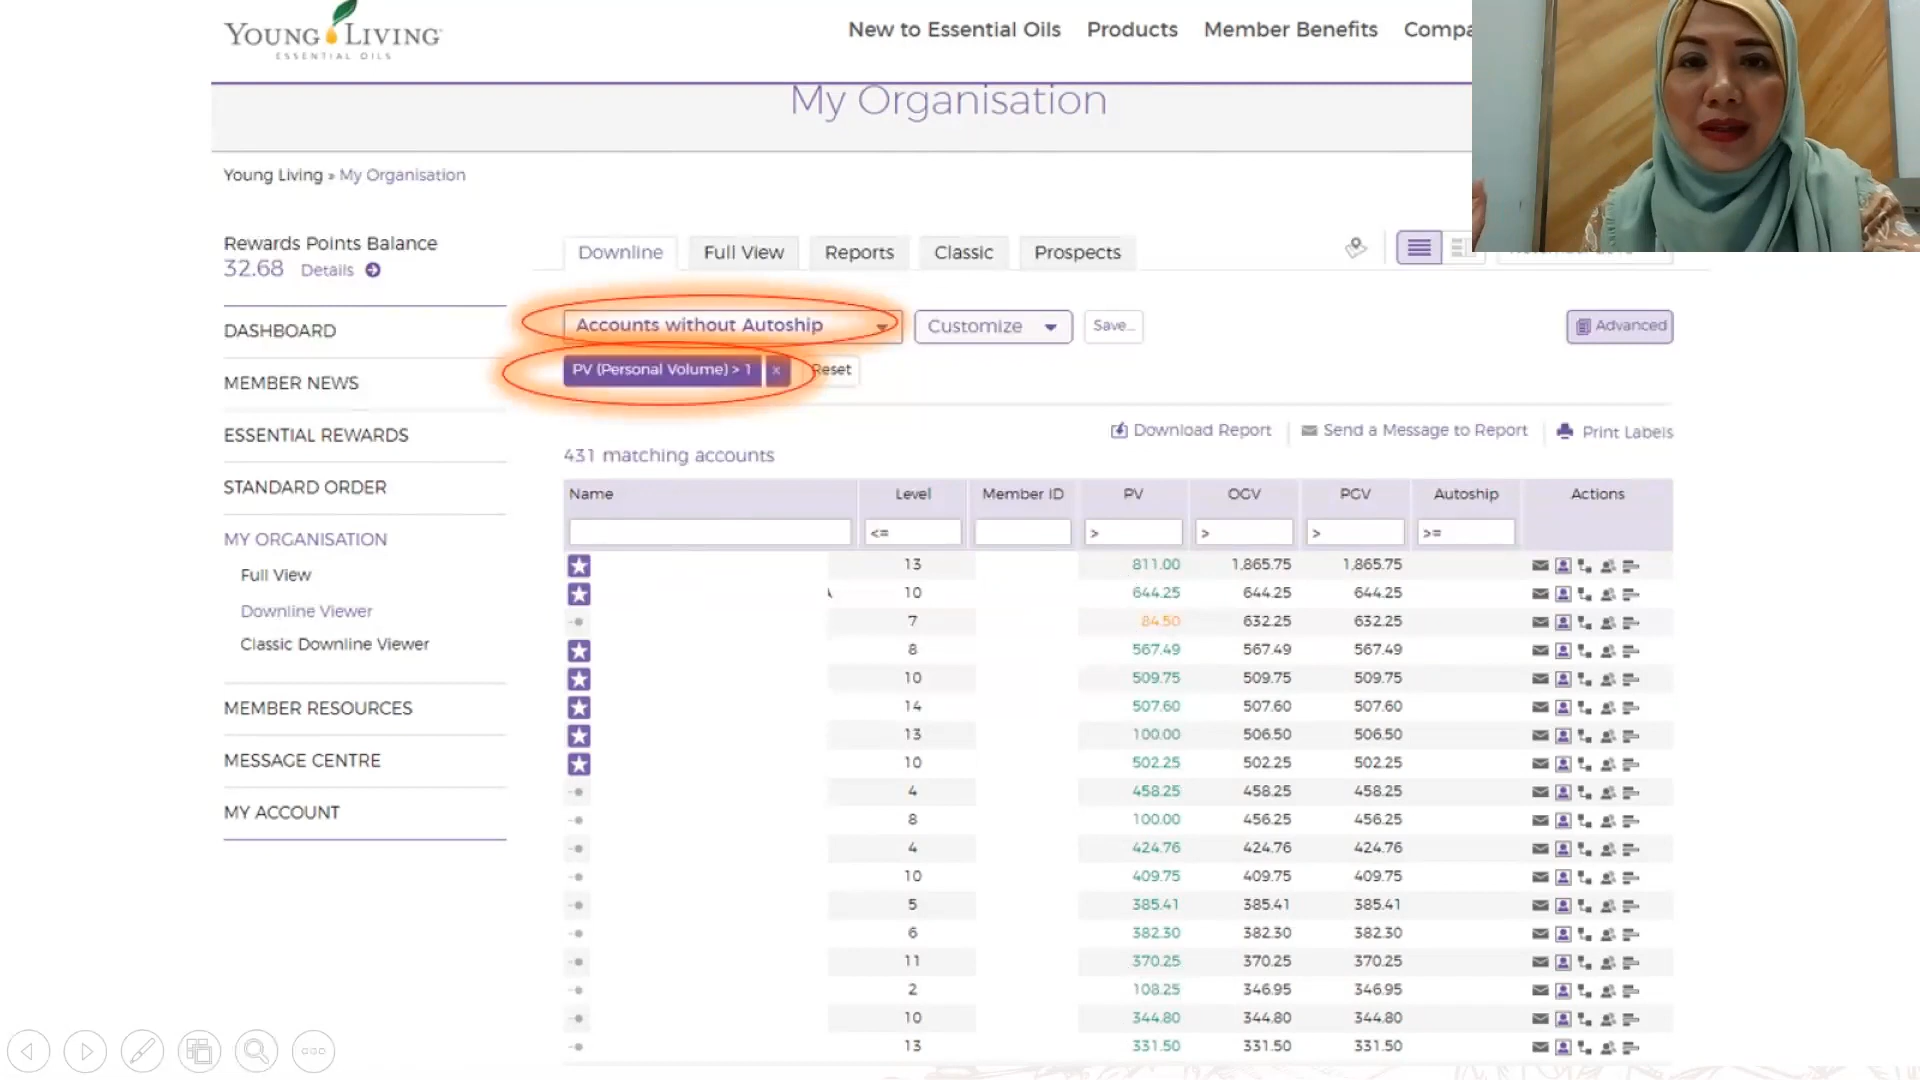 YOUNG LIVING
ESSENTIAL OILS
New to Essential Oils Products Member Benefits Compa
My Organisation
Young Living » My Organisation
Rewards Points Balance
32.68 Details
DASHBOARD
MEMBER NEWS
ESSENTIAL REWARDS
STANDARD ORDER
MY ORGANISATION
Full View
Downline Viewer
Classic Downline Viewer
MEMBER RESOURCES
MESSAGE CENTRE
MY ACCOUNT
Downline Full View Reports Classic Prospects
Accounts without Autoship Customize Save... Advanced
PV (Personal Volume) > 1 x Reset
Download Report Send a Message to Report Print Labels
431 matching accounts
Name Level Member ID PV OGV PGV Autoship Actions
<= > > > >=
13 811.00 1,865.75 1,865.75
10 644.25 644.25 644.25
7 84.50 632.25 632.25
8 567.49 567.49 567.49
10 509.75 509.75 509.75
14 507.60 507.60 507.60
13 100.00 506.50 506.50
10 502.25 502.25 502.25
4 458.25 458.25 458.25
8 100.00 456.25 456.25
4 424.76 424.76 424.76
10 409.75 409.75 409.75
5 385.41 385.41 385.41
6 382.30 382.30 382.30
11 370.25 370.25 370.25
2 108.25 346.95 346.95
10 344.80 344.80 344.80
13 331.50 331.50 331.50